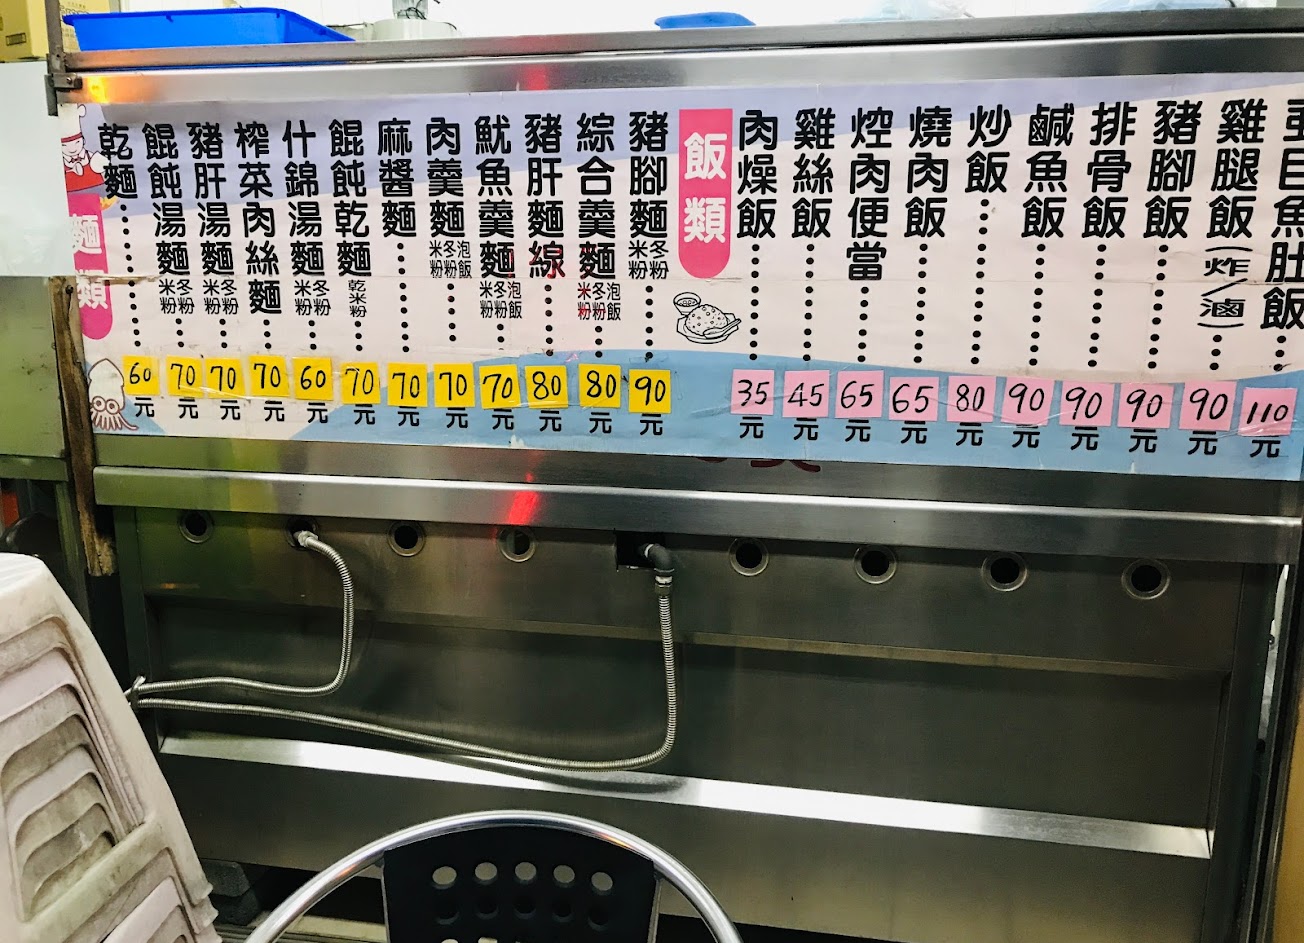 麵類
乾麵 60元
餛飩湯麵 米粉 冬粉 70元
豬肝湯麵 米粉 冬粉 70元
榨菜肉絲麵 70元
什錦湯麵 米粉 冬粉 60元
餛飩乾麵 乾米粉 70元
麻醬麵 70元
肉羹麵 米粉 冬粉 泡飯 70元
魷魚羹麵 米粉 冬粉 泡飯 70元
豬肝麵線 80元
綜合羹麵 米粉 冬粉 泡飯 80元
豬腳麵 米粉 冬粉 90元
飯類
肉燥飯 35元
雞絲飯 45元
焢肉便當 65元
燒肉飯 65元
炒飯 80元
鹹魚飯 90元
排骨飯 90元
豬腳飯 90元
雞腿飯(炸/滷) 90元
虱目魚肚飯 110元